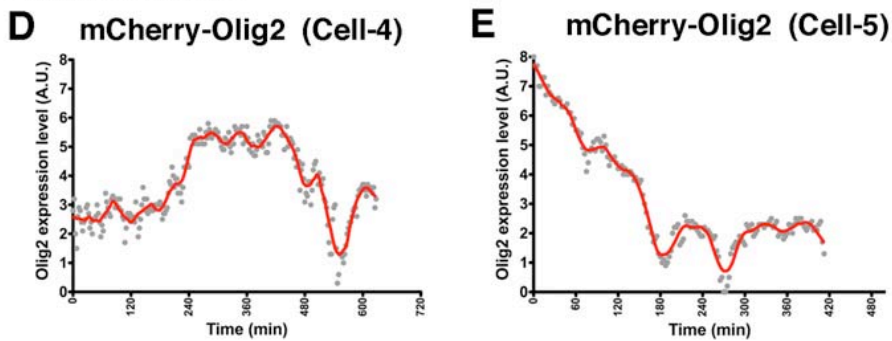 D mCherry-Olig2 (Cell-4)
Olig2 expression level (A.U.)
8
7
6
5
4
3
2
1
0
0 120 240 360 480 600 720
Time (min)
E mCherry-Olig2 (Cell-5)
Olig2 expression level (A.U.)
8
7
6
5
4
3
2
1
0
0 60 120 180 240 300 360 420 480
Time (min)